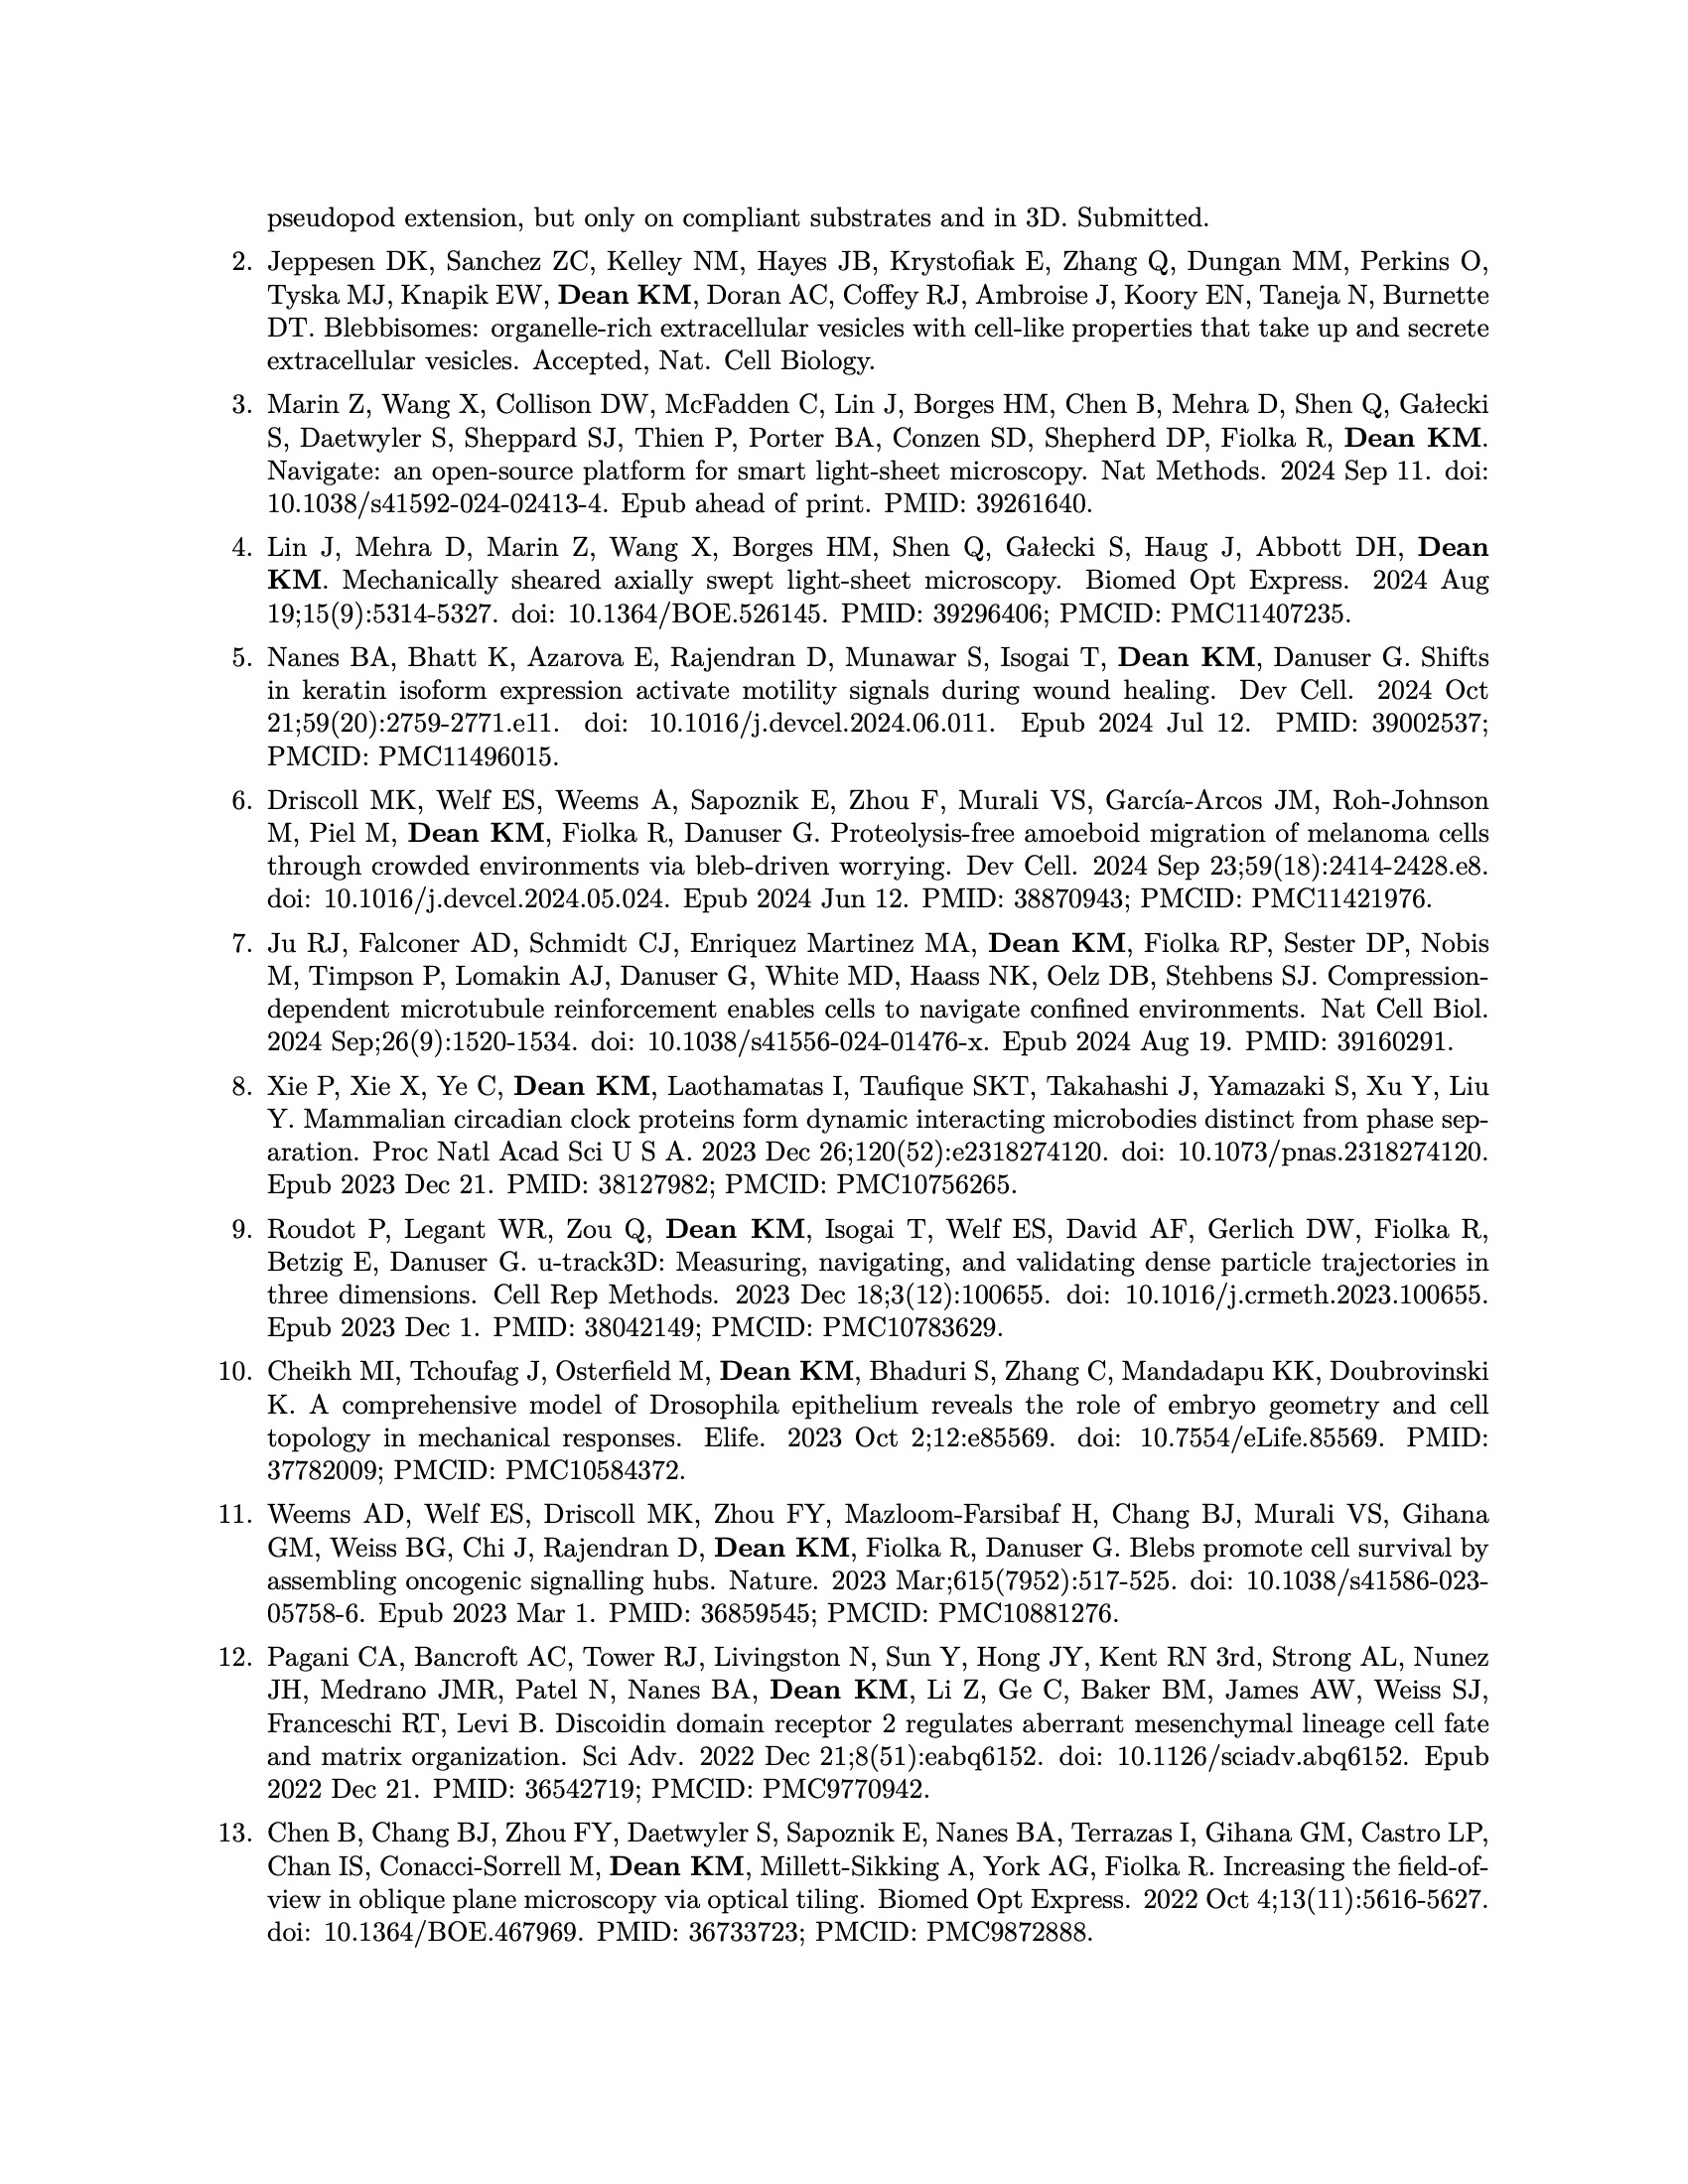 pseudopod extension, but only on compliant substrates and in 3D. Submitted.
2. Jeppesen DK, Sanchez ZC, Kelley NM, Hayes JB, Krystofiak E, Zhang Q, Dungan MM, Perkins O,
Tyska MJ, Knapik EW, Dean KM, Doran AC, Coffey RJ, Ambroise J, Koory EN, Taneja N, Burnette
DT. Blebbisomes: organelle-rich extracellular vesicles with cell-like properties that take up and secrete
extracellular vesicles. Accepted, Nat. Cell Biology.
3. Marin Z, Wang X, Collison DW, McFadden C, Lin J, Borges HM, Chen B, Mehra D, Shen Q, Gałecki
S, Daetwyler S, Sheppard SJ, Thien P, Porter BA, Conzen SD, Shepherd DP, Fiolka R, Dean KM.
Navigate: an open-source platform for smart light-sheet microscopy. Nat Methods. 2024 Sep 11. doi:
10.1038/s41592-024-02413-4. Epub ahead of print. PMID: 39261640.
4. Lin J, Mehra D, Marin Z, Wang X, Borges HM, Shen Q, Gałecki S, Haug J, Abbott DH, Dean
KM. Mechanically sheared axially swept light-sheet microscopy. Biomed Opt Express. 2024 Aug
19;15(9):5314-5327. doi: 10.1364/BOE.526145. PMID: 39296406; PMCID: PMC11407235.
5. Nanes BA, Bhatt K, Azarova E, Rajendran D, Munawar S, Isogai T, Dean KM, Danuser G. Shifts
in keratin isoform expression activate motility signals during wound healing. Dev Cell. 2024 Oct
21;59(20):2759-2771.e11. doi: 10.1016/j.devcel.2024.06.011. Epub 2024 Jul 12. PMID: 39002537;
PMCID: PMC11496015.
6. Driscoll MK, Welf ES, Weems A, Sapoznik E, Zhou F, Murali VS, García-Arcos JM, Roh-Johnson
M, Piel M, Dean KM, Fiolka R, Danuser G. Proteolysis-free amoeboid migration of melanoma cells
through crowded environments via bleb-driven worrying. Dev Cell. 2024 Sep 23;59(18):2414-2428.e8.
doi: 10.1016/j.devcel.2024.05.024. Epub 2024 Jun 12. PMID: 38870943; PMCID: PMC11421976.
7. Ju RJ, Falconer AD, Schmidt CJ, Enriquez Martinez MA, Dean KM, Fiolka RP, Sester DP, Nobis
M, Timpson P, Lomakin AJ, Danuser G, White MD, Haass NK, Oelz DB, Stehbens SJ. Compression-
dependent microtubule reinforcement enables cells to navigate confined environments. Nat Cell Biol.
2024 Sep;26(9):1520-1534. doi: 10.1038/s41556-024-01476-x. Epub 2024 Aug 19. PMID: 39160291.
8. Xie P, Xie X, Ye C, Dean KM, Laothamatas I, Taufique SKT, Takahashi J, Yamazaki S, Xu Y, Liu
Y. Mammalian circadian clock proteins form dynamic interacting microbodies distinct from phase sep-
aration. Proc Natl Acad Sci U S A. 2023 Dec 26;120(52):e2318274120. doi: 10.1073/pnas.2318274120.
Epub 2023 Dec 21. PMID: 38127982; PMCID: PMC10756265.
9. Roudot P, Legant WR, Zou Q, Dean KM, Isogai T, Welf ES, David AF, Gerlich DW, Fiolka R,
Betzig E, Danuser G. u-track3D: Measuring, navigating, and validating dense particle trajectories in
three dimensions. Cell Rep Methods. 2023 Dec 18;3(12):100655. doi: 10.1016/j.crmeth.2023.100655.
Epub 2023 Dec 1. PMID: 38042149; PMCID: PMC10783629.
10. Cheikh MI, Tchoufag J, Osterfield M, Dean KM, Bhaduri S, Zhang C, Mandadapu KK, Doubrovinski
K. A comprehensive model of Drosophila epithelium reveals the role of embryo geometry and cell
topology in mechanical responses. Elife. 2023 Oct 2;12:e85569. doi: 10.7554/eLife.85569. PMID:
37782009; PMCID: PMC10584372.
11. Weems AD, Welf ES, Driscoll MK, Zhou FY, Mazloom-Farsibaf H, Chang BJ, Murali VS, Gihana
GM, Weiss BG, Chi J, Rajendran D, Dean KM, Fiolka R, Danuser G. Blebs promote cell survival by
assembling oncogenic signalling hubs. Nature. 2023 Mar;615(7952):517-525. doi: 10.1038/s41586-023-
05758-6. Epub 2023 Mar 1. PMID: 36859545; PMCID: PMC10881276.
12. Pagani CA, Bancroft AC, Tower RJ, Livingston N, Sun Y, Hong JY, Kent RN 3rd, Strong AL, Nunez
JH, Medrano JMR, Patel N, Nanes BA, Dean KM, Li Z, Ge C, Baker BM, James AW, Weiss SJ,
Franceschi RT, Levi B. Discoidin domain receptor 2 regulates aberrant mesenchymal lineage cell fate
and matrix organization. Sci Adv. 2022 Dec 21;8(51):eabq6152. doi: 10.1126/sciadv.abq6152. Epub
2022 Dec 21. PMID: 36542719; PMCID: PMC9770942.
13. Chen B, Chang BJ, Zhou FY, Daetwyler S, Sapoznik E, Nanes BA, Terrazas I, Gihana GM, Castro LP,
Chan IS, Conacci-Sorrell M, Dean KM, Millett-Sikking A, York AG, Fiolka R. Increasing the field-of-
view in oblique plane microscopy via optical tiling. Biomed Opt Express. 2022 Oct 4;13(11):5616-5627.
doi: 10.1364/BOE.467969. PMID: 36733723; PMCID: PMC9872888.